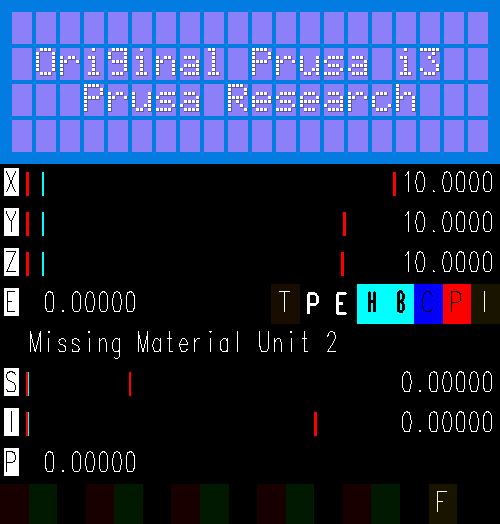 Original Prusa i3
Prusa Research
X 10.0000
Y 10.0000
Z 10.0000
E 0.00000 T P E H B C P I
Missing Material Unit 2
S 0.00000
I 0.00000
P 0.00000
F